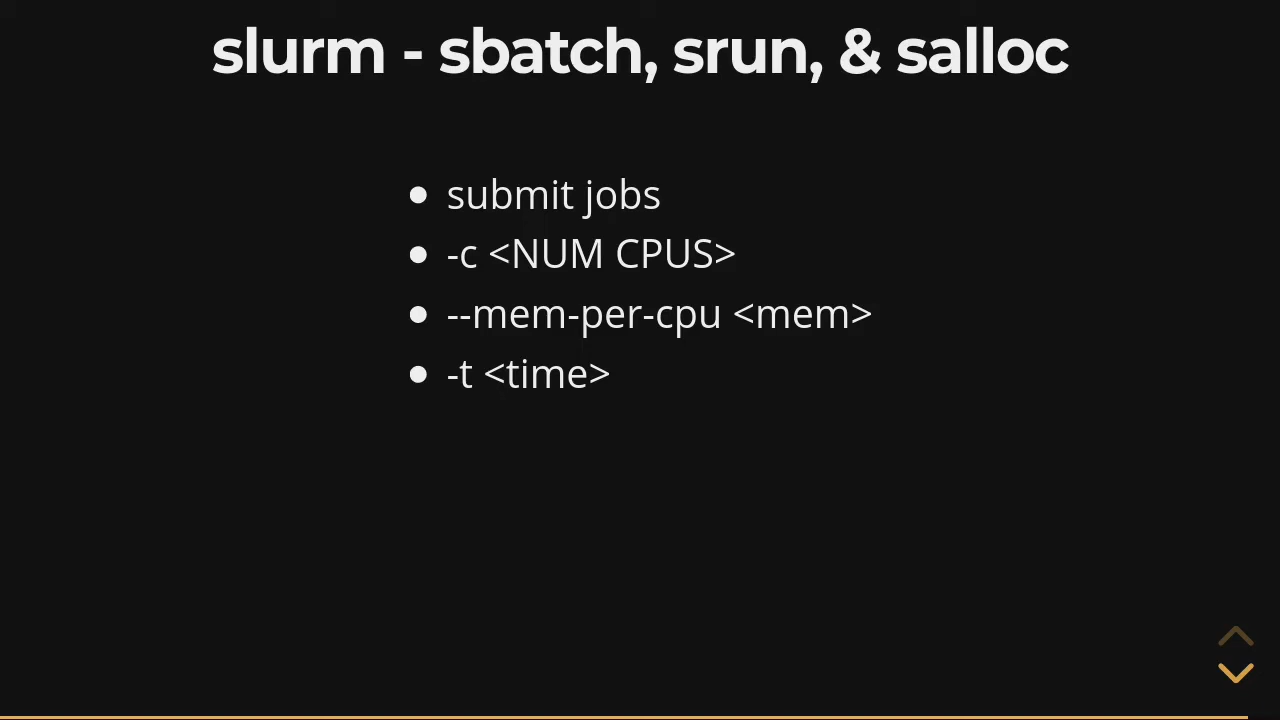 slurm - sbatch, srun, & salloc
submit jobs
-c <NUM CPUS>
--mem-per-cpu <mem>
-t <time>